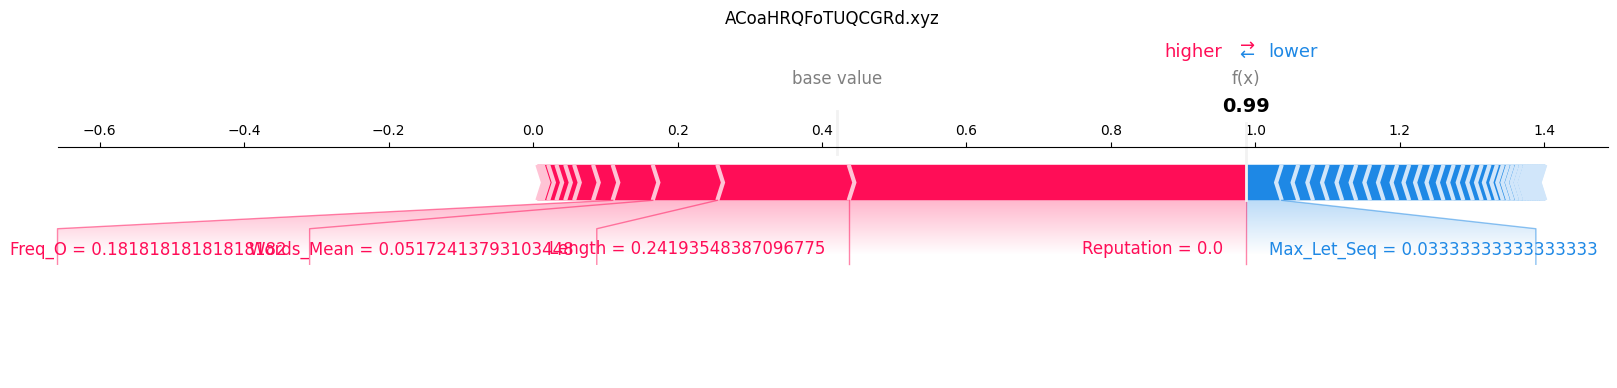 ACoaHRQFoTUQCGRd.xyz
higher ⇄ lower
base value f(x)
0.99
−0.6 −0.4 −0.2 0.0 0.2 0.4 0.6 0.8 1.0 1.2 1.4
Freq_O = 0.18181818181818182 Words_Mean = 0.05172413793103448 Length = 0.24193548387096775 Reputation = 0.0 Max_Let_Seq = 0.03333333333333333